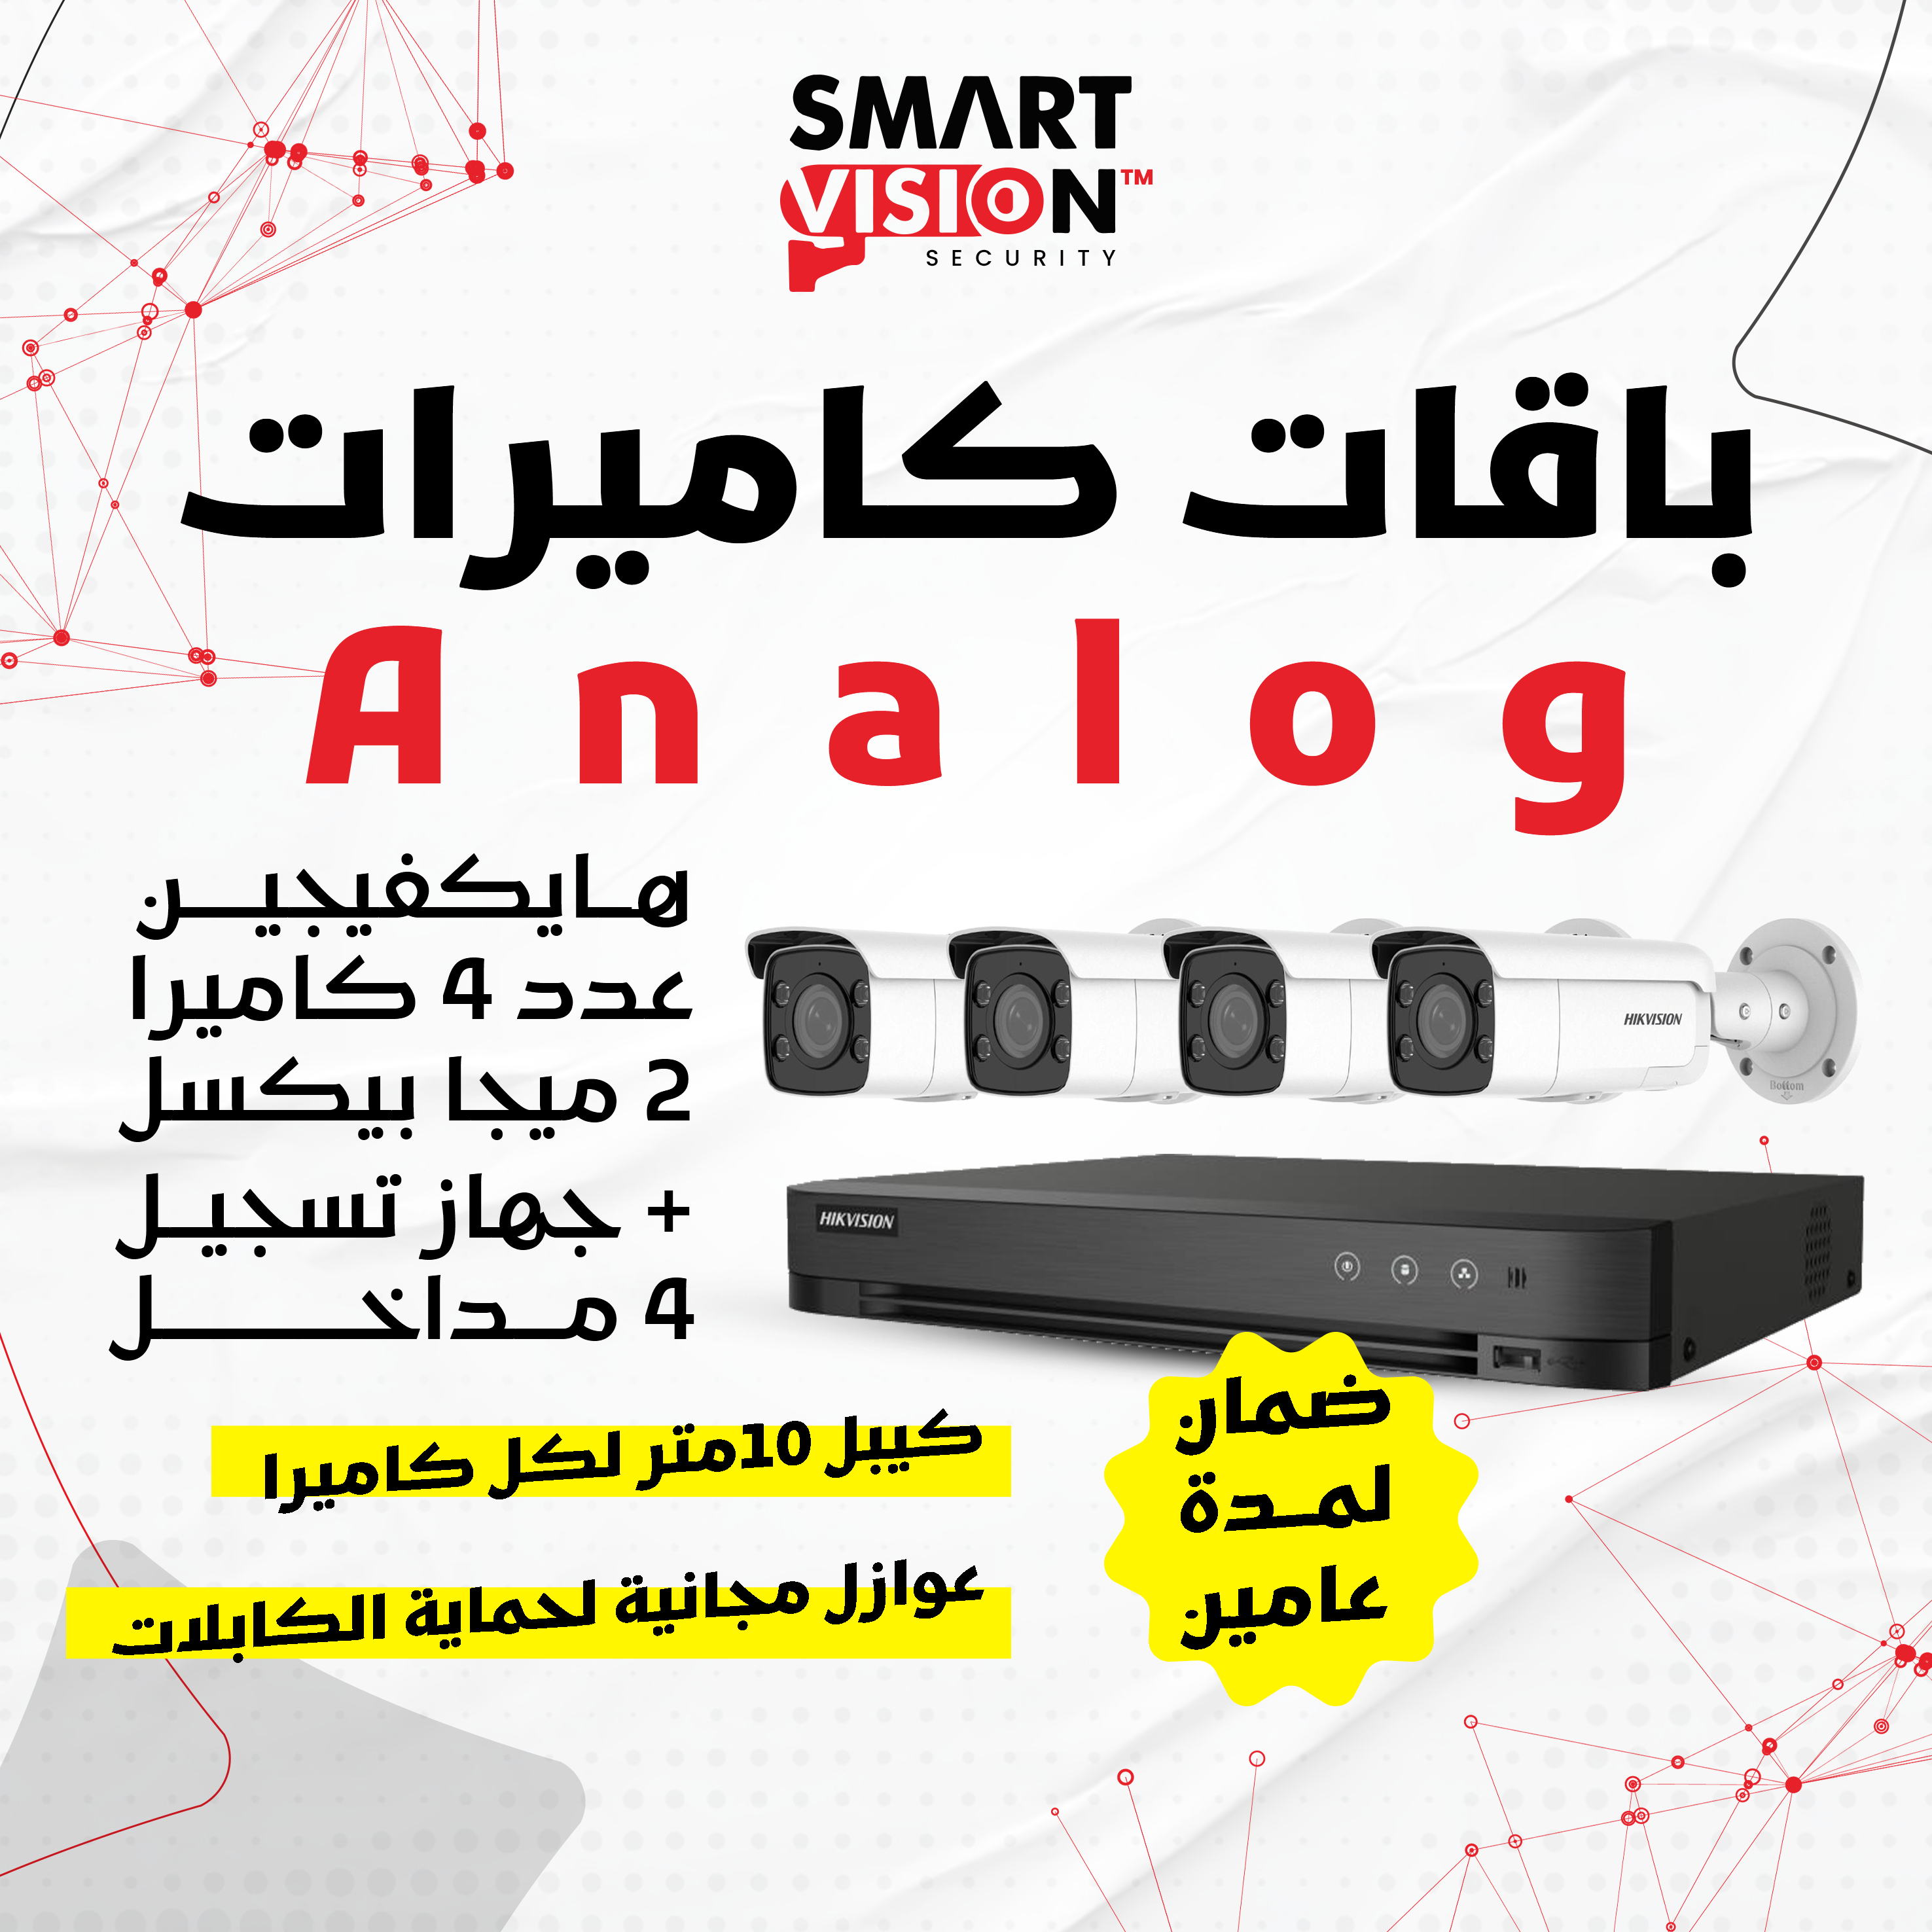 SMART
VISION™
SECURITY
باقات كاميرات
Analog
هايكفيجين
عدد 4 كاميرا
2 ميجا بيكسل
+ جهاز تسجيل
4 مداخل
HIKVISION
Bottom
HIKVISION
كيبل 10متر لكل كاميرا
عوازل مجانية لحماية الكابلات
ضمان
لمدة
عامين